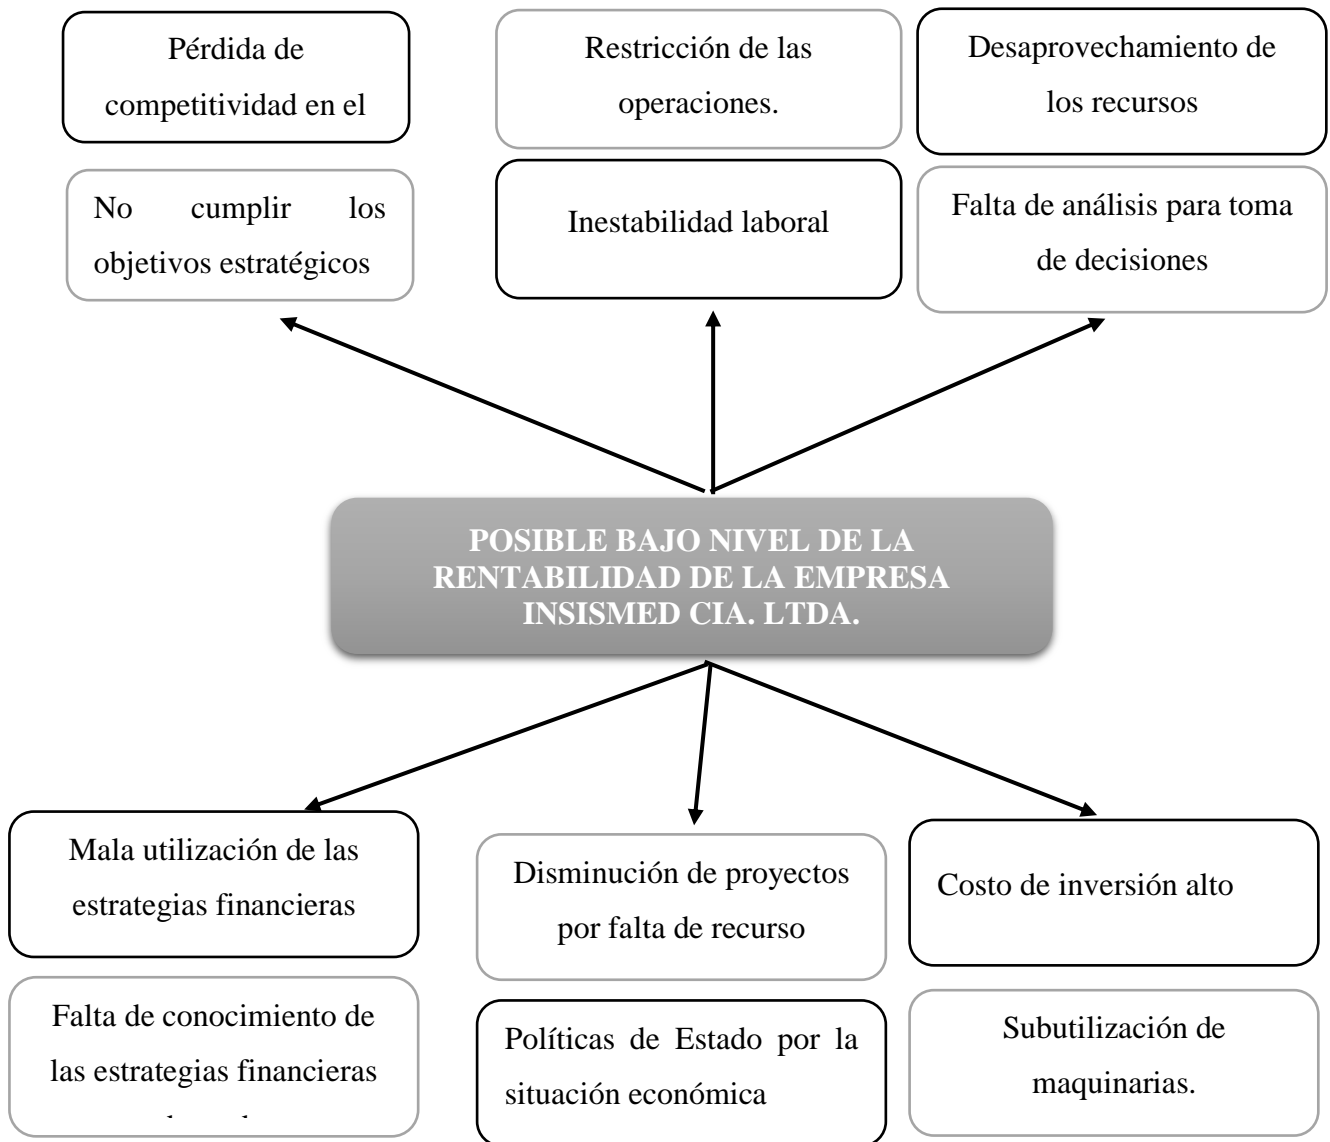 Pérdida de
competitividad en el
Restricción de las
operaciones.
Desaprovechamiento de
los recursos
No cumplir los
objetivos estratégicos
Inestabilidad laboral
Falta de análisis para toma
de decisiones
POSIBLE BAJO NIVEL DE LA
RENTABILIDAD DE LA EMPRESA
INSISMED CIA. LTDA.
Mala utilización de las
estrategias financieras
Disminución de proyectos
por falta de recurso
Costo de inversión alto
Falta de conocimiento de
las estrategias financieras
Políticas de Estado por la
situación económica
Subutilización de
maquinarias.